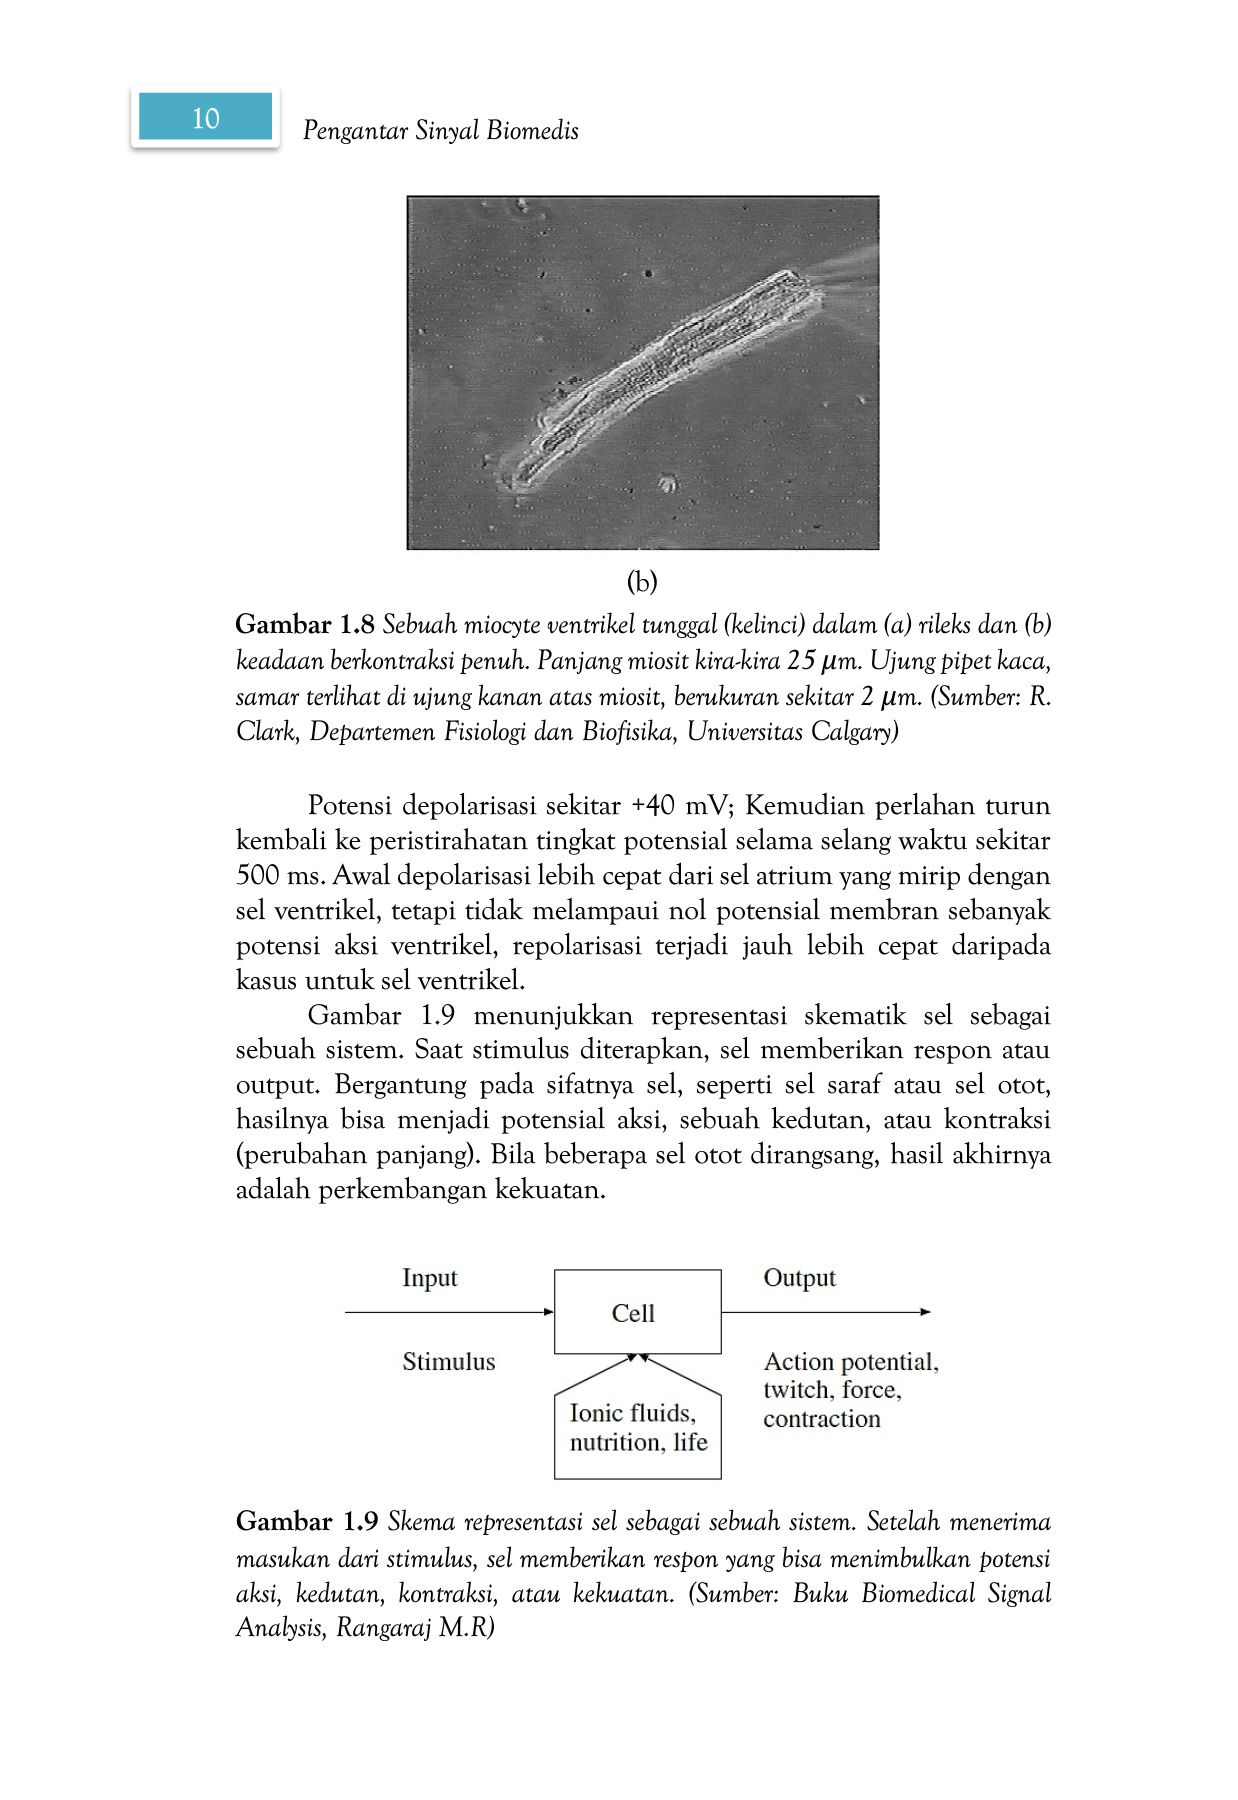 10
Pengantar Sinyal Biomedis
(b)
Gambar 1.8 Sebuah miocyte ventrikel tunggal (kelinci) dalam (a) rileks dan (b)
keadaan berkontraksi penuh. Panjang miosit kira-kira 25 μm. Ujung pipet kaca,
samar terlihat di ujung kanan atas miosit, berukuran sekitar 2 μm. (Sumber: R.
Clark, Departemen Fisiologi dan Biofisika, Universitas Calgary)
Potensi depolarisasi sekitar +40 mV; Kemudian perlahan turun
kembali ke peristirahatan tingkat potensial selama selang waktu sekitar
500 ms. Awal depolarisasi lebih cepat dari sel atrium yang mirip dengan
sel ventrikel, tetapi tidak melampaui nol potensial membran sebanyak
potensi aksi ventrikel, repolarisasi terjadi jauh lebih cepat daripada
kasus untuk sel ventrikel.
Gambar 1.9 menunjukkan representasi skematik sel sebagai
sebuah sistem. Saat stimulus diterapkan, sel memberikan respon atau
output. Bergantung pada sifatnya sel, seperti sel saraf atau sel otot,
hasilnya bisa menjadi potensial aksi, sebuah kedutan, atau kontraksi
(perubahan panjang). Bila beberapa sel otot dirangsang, hasil akhirnya
adalah perkembangan kekuatan.
Input
Stimulus
Cell
Ionic fluids,
nutrition, life
Output
Action potential,
twitch, force,
contraction
Gambar 1.9 Skema representasi sel sebagai sebuah sistem. Setelah menerima
masukan dari stimulus, sel memberikan respon yang bisa menimbulkan potensi
aksi, kedutan, kontraksi, atau kekuatan. (Sumber: Buku Biomedical Signal
Analysis, Rangaraj M.R)